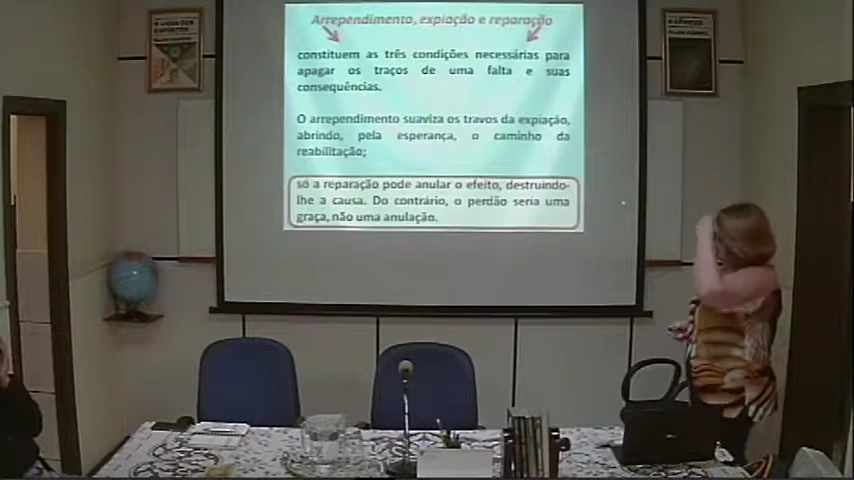 Arrependimento, expiação e reparação
constituem as três condições necessárias para
apagar os traços de uma falta e suas
consequências.
O arrependimento suaviza os travos da expiação,
abrindo, pela esperança, o caminho da
reabilitação;
só a reparação pode anular o efeito, destruindo-
lhe a causa. Do contrário, o perdão seria uma
graça, não uma anulação.